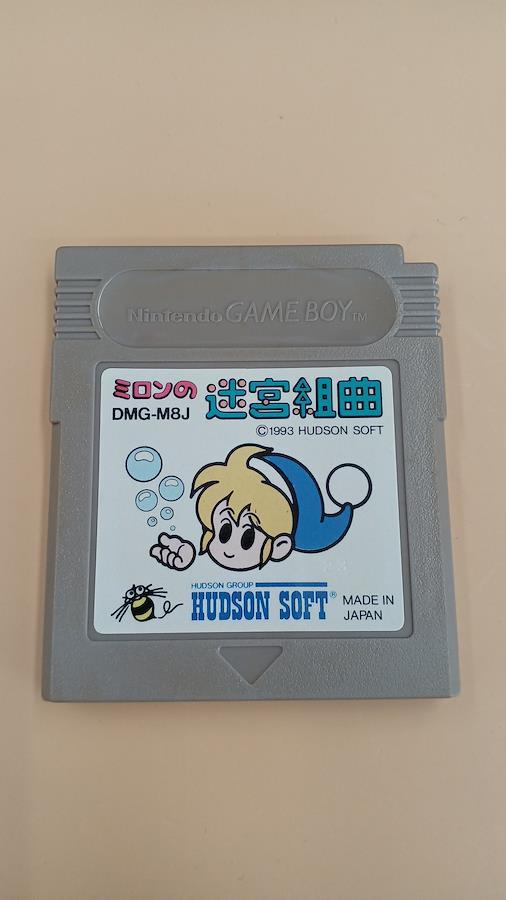 Nintendo GAME BOY TM
ミロンの 迷宮組曲
DMG-M8J
©1993 HUDSON SOFT
HUDSON GROUP
HUDSON SOFT®
MADE IN
JAPAN